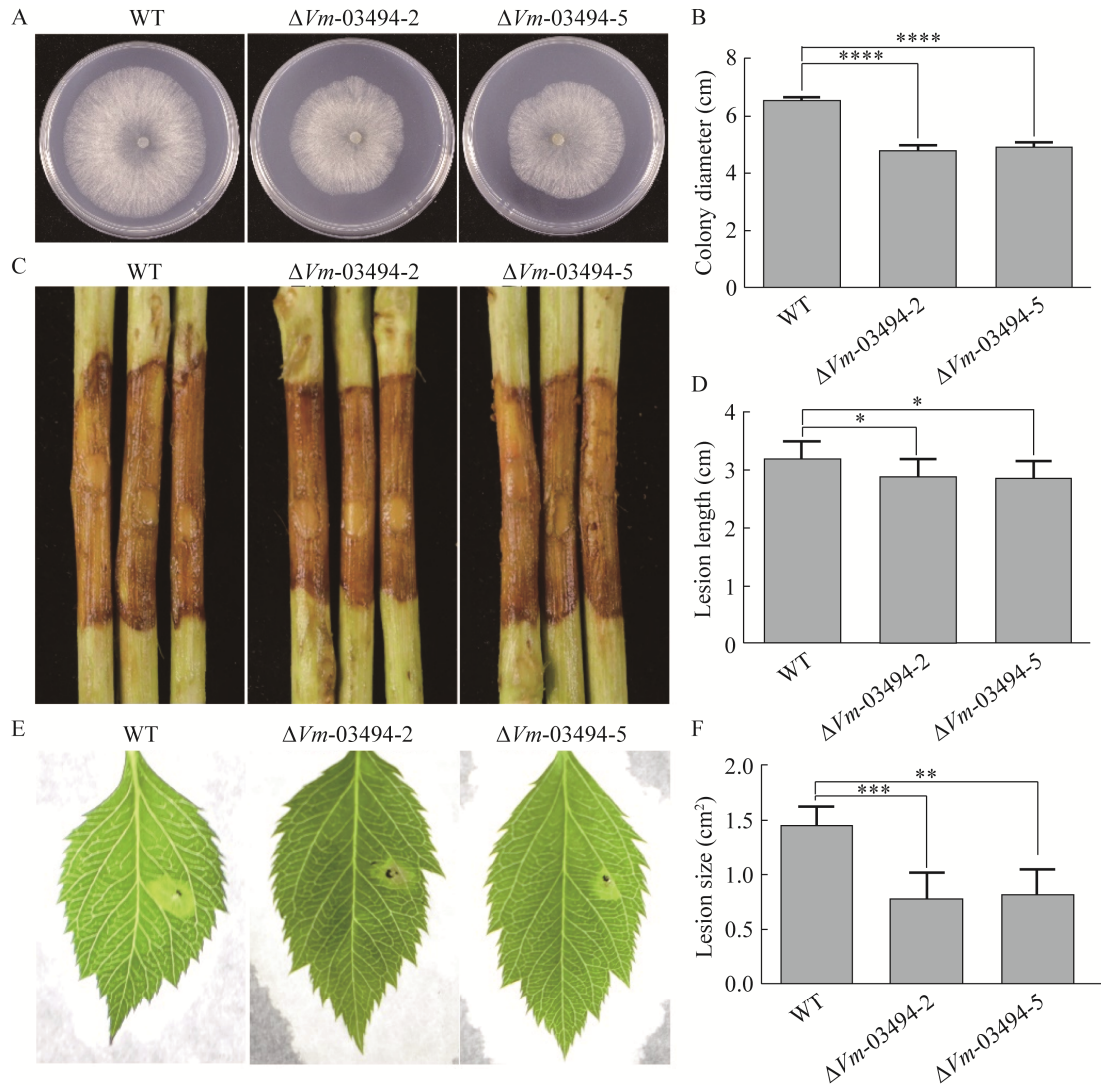 A
WT
ΔVm-03494-2
ΔVm-03494-5
B
Colony diameter (cm)
8
6
4
2
0
****
****
WT
ΔVm-03494-2
ΔVm-03494-5
C
WT
ΔVm-03494-2
ΔVm-03494-5
D
Lesion length (cm)
4
3
2
1
0
*
*
WT
ΔVm-03494-2
ΔVm-03494-5
E
WT
ΔVm-03494-2
ΔVm-03494-5
F
Lesion size (cm²)
2.0
1.5
1.0
0.5
0.0
**
***
WT
ΔVm-03494-2
ΔVm-03494-5